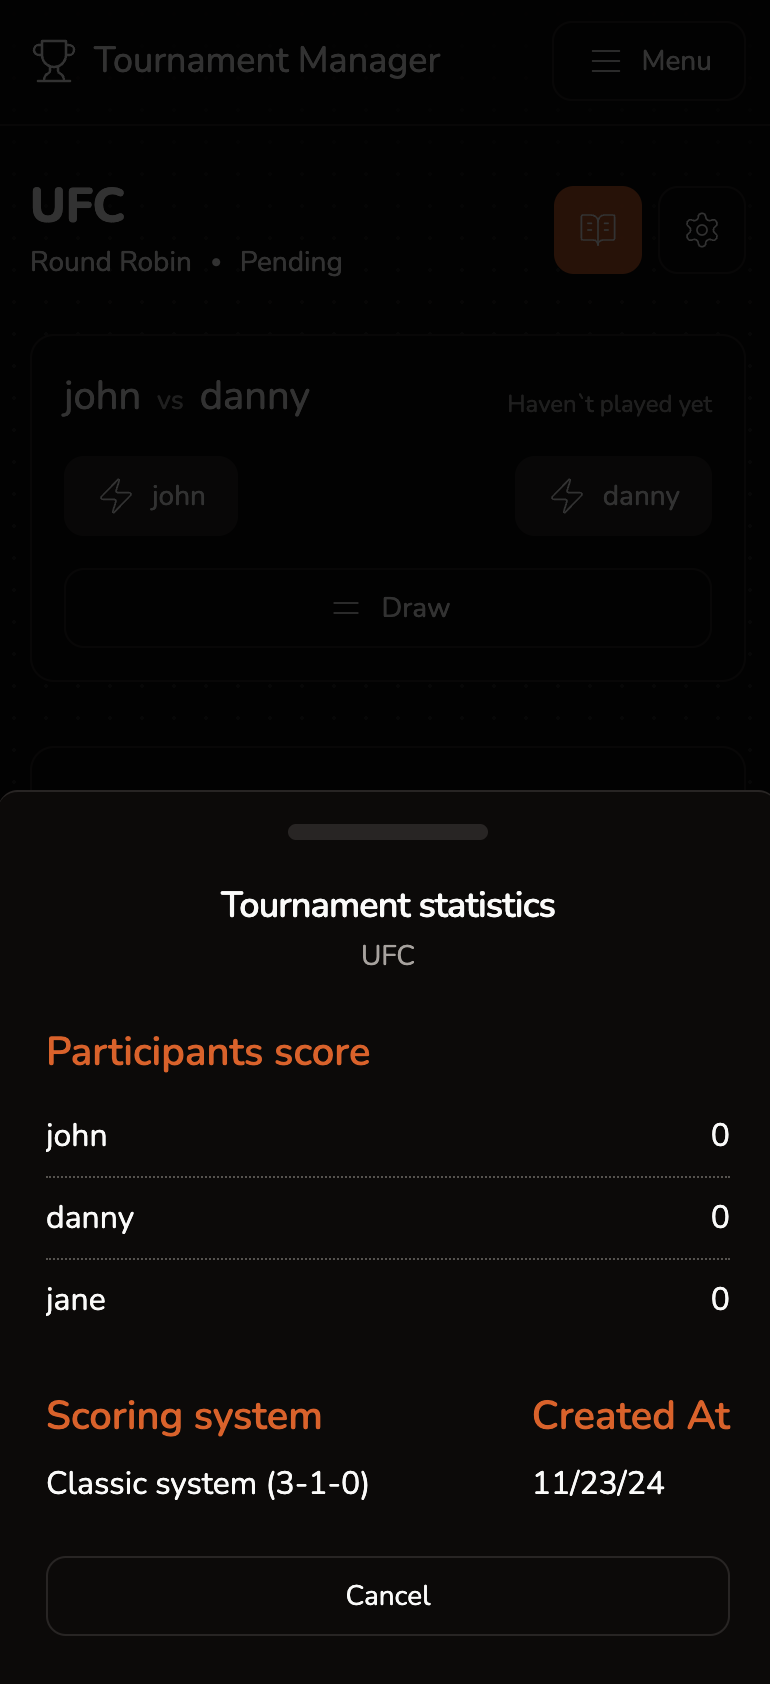 Tournament Manager Menu
UFC
Round Robin • Pending
john vs danny Haven`t played yet
john danny
Draw
Tournament statistics
UFC
Participants score
john 0
danny 0
jane 0
Scoring system Created At
Classic system (3-1-0) 11/23/24
Cancel